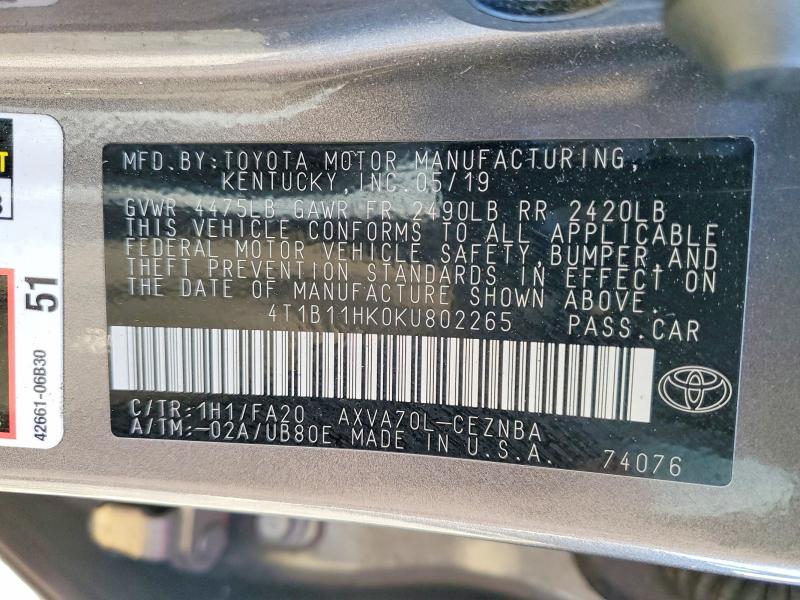 MFD.BY:TOYOTA MOTOR MANUFACTURING,
KENTUCKY, INC.05/19
GVWR 4475LB GAWR FR 2490LB RR 2420LB
THIS VEHICLE CONFORMS TO ALL APPLICABLE
FEDERAL MOTOR VEHICLE SAFETY,BUMPER AND
THEFT PREVENTION STANDARDS IN EFFECT ON
THE DATE OF MANUFACTURE SHOWN ABOVE.
4T1B11HK0KU802265 PASS.CAR
C/TR:1H1/FA20 AXVA70L-CEZNBA
A/TM:-02A/UB80E MADE IN U.S.A. 74076
51
42661-06B30